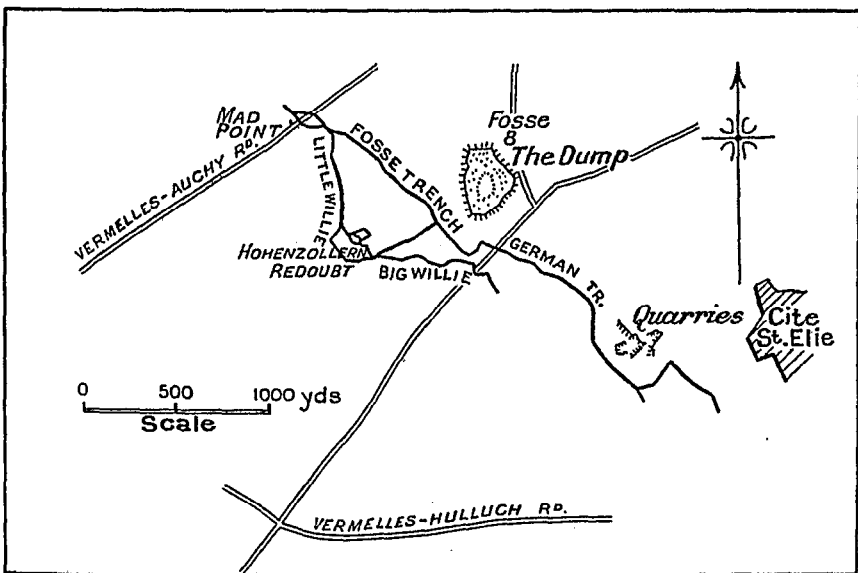 MAD
POINT
VERMELLES-AUCHY RD.
LITTLE WILLIE
FOSSE TRENCH
Fosse
8
The Dump
HOHENZOLLERN
REDOUBT
BIG WILLIE
GERMAN TR.
Quarries
Cite
St. Elie
0 500 1000 yds
Scale
VERMELLES-HULLUCH RD.